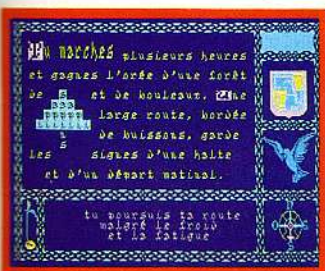 Tu marches plusieurs heures
et gagnes l'orée d'une forêt
de et de bouleaux. Une
large route, bordée
de buissons, garde
les signes d'une halte
et d'un départ matinal.
tu poursuis ta route
malgré le froid
et la fatigue